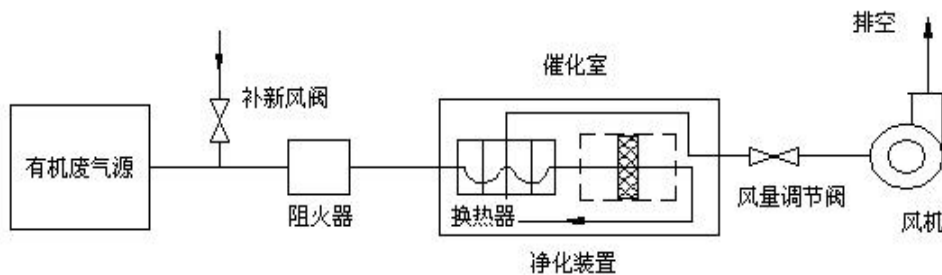 排空
催化室
补新风阀
有机废气源
阻火器
换热器
风量调节阀
风机
净化装置